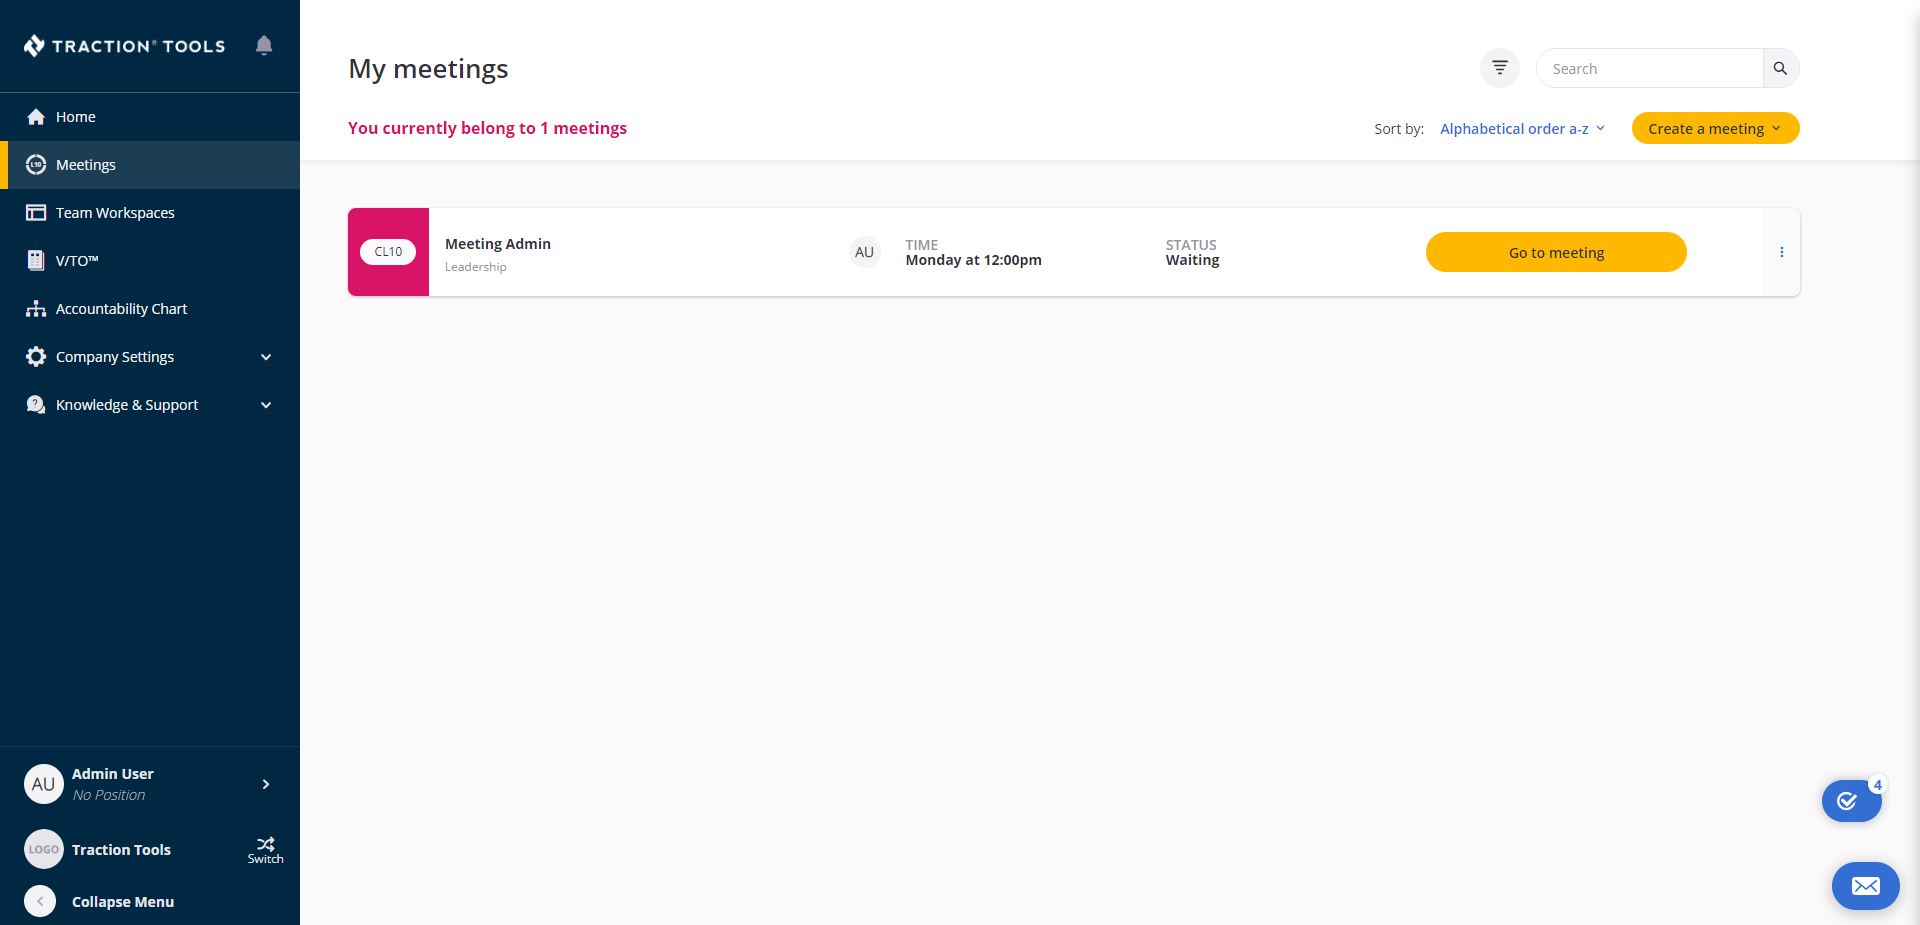 TRACTION® TOOLS
Home
L10
Meetings
Team Workspaces
V/TO™
Accountability Chart
Company Settings
?
Knowledge & Support
AU
Admin User
No Position
LOGO
Traction Tools
Switch
Collapse Menu
My meetings
Search
You currently belong to 1 meetings
Sort by: Alphabetical order a-z
Create a meeting
CL10
Meeting Admin
Leadership
AU
TIME
Monday at 12:00pm
STATUS
Waiting
Go to meeting
4